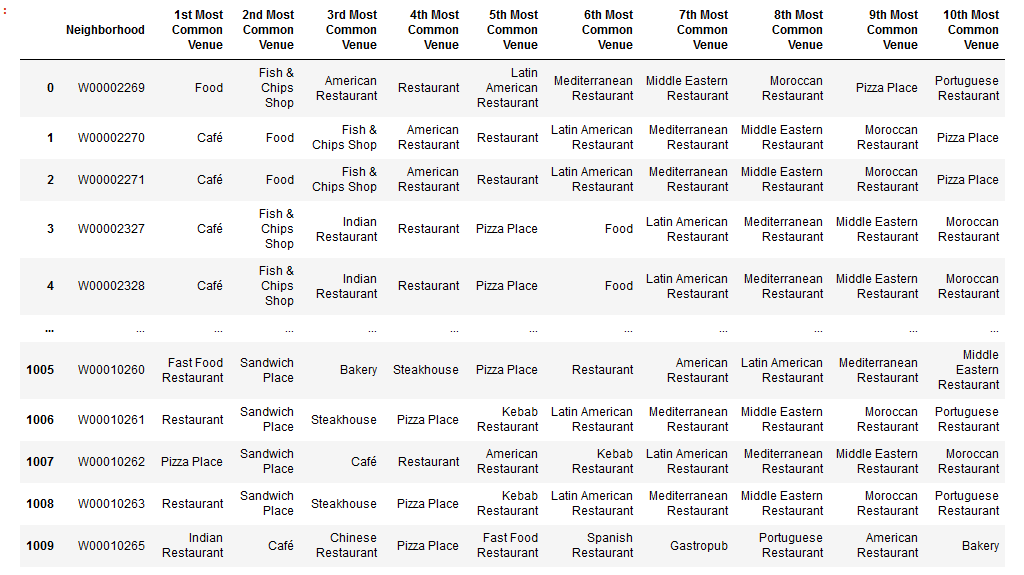 Neighborhood 1st Most Common Venue 2nd Most Common Venue 3rd Most Common Venue 4th Most Common Venue 5th Most Common Venue 6th Most Common Venue 7th Most Common Venue 8th Most Common Venue 9th Most Common Venue 10th Most Common Venue
0 W00002269 Food Fish & Chips Shop American Restaurant Restaurant Latin American Restaurant Mediterranean Restaurant Middle Eastern Restaurant Moroccan Restaurant Pizza Place Portuguese Restaurant
1 W00002270 Café Food Fish & Chips Shop American Restaurant Restaurant Latin American Restaurant Mediterranean Restaurant Middle Eastern Restaurant Moroccan Restaurant Pizza Place
2 W00002271 Café Food Fish & Chips Shop American Restaurant Restaurant Latin American Restaurant Mediterranean Restaurant Middle Eastern Restaurant Moroccan Restaurant Pizza Place
3 W00002327 Café Fish & Chips Shop Indian Restaurant Restaurant Pizza Place Food Latin American Restaurant Mediterranean Restaurant Middle Eastern Restaurant Moroccan Restaurant
4 W00002328 Café Fish & Chips Shop Indian Restaurant Restaurant Pizza Place Food Latin American Restaurant Mediterranean Restaurant Middle Eastern Restaurant Moroccan Restaurant
... ... ... ... ... ... ... ... ... ... ... ...
1005 W00010260 Fast Food Restaurant Sandwich Place Bakery Steakhouse Pizza Place Restaurant American Restaurant Latin American Restaurant Mediterranean Restaurant Middle Eastern Restaurant
1006 W00010261 Restaurant Sandwich Place Steakhouse Pizza Place Kebab Restaurant Latin American Restaurant Mediterranean Restaurant Middle Eastern Restaurant Moroccan Restaurant Portuguese Restaurant
1007 W00010262 Pizza Place Sandwich Place Café Restaurant American Restaurant Kebab Restaurant Latin American Restaurant Mediterranean Restaurant Middle Eastern Restaurant Moroccan Restaurant
1008 W00010263 Restaurant Sandwich Place Steakhouse Pizza Place Kebab Restaurant Latin American Restaurant Mediterranean Restaurant Middle Eastern Restaurant Moroccan Restaurant Portuguese Restaurant
1009 W00010265 Indian Restaurant Café Chinese Restaurant Pizza Place Fast Food Restaurant Spanish Restaurant Gastropub Portuguese Restaurant American Restaurant Bakery